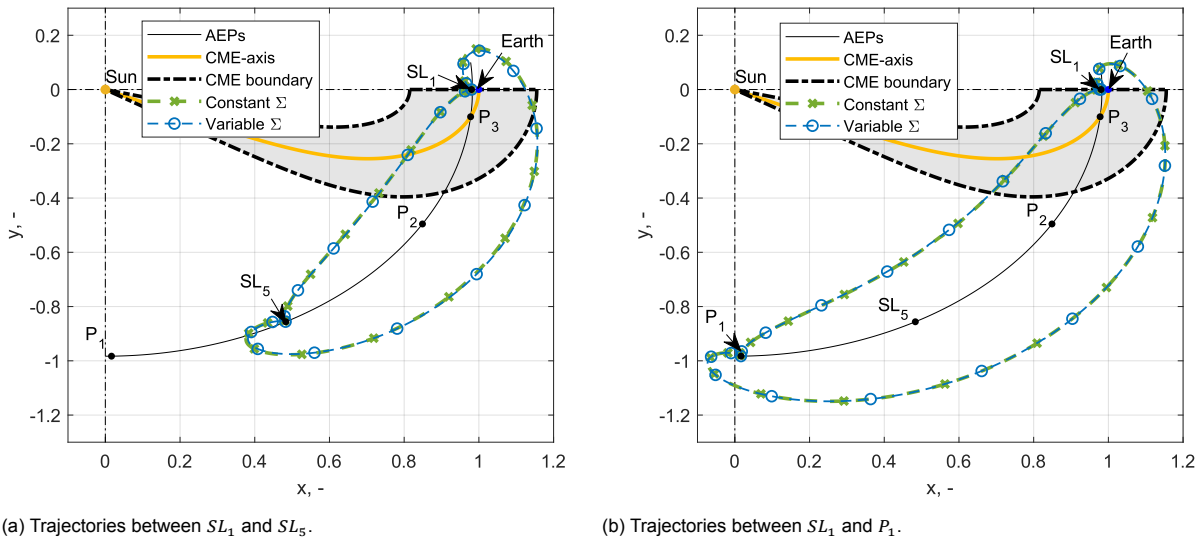 0.2
0
-0.2
-0.4
-0.6
-0.8
-1
-1.2
y, -
0 0.2 0.4 0.6 0.8 1 1.2
x, -
AEPs
CME-axis
CME boundary
Constant Σ
Variable Σ
Sun
SL1
Earth
P3
P2
SL5
P1
(a) Trajectories between SL1 and SL5.
0.2
0
-0.2
-0.4
-0.6
-0.8
-1
-1.2
y, -
0 0.2 0.4 0.6 0.8 1 1.2
x, -
AEPs
CME-axis
CME boundary
Constant Σ
Variable Σ
Sun
SL1
Earth
P3
P2
SL5
P1
(b) Trajectories between SL1 and P1.